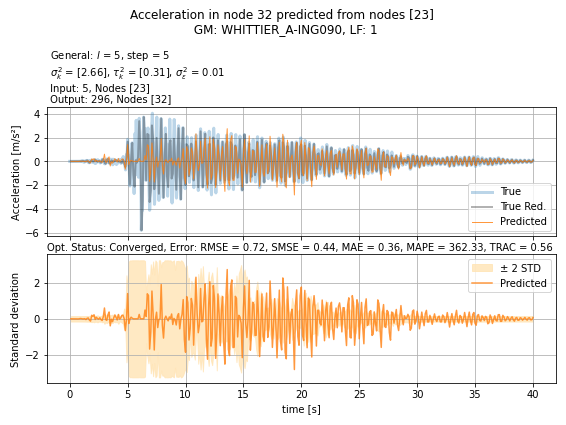 Acceleration in node 32 predicted from nodes [23]
GM: WHITTIER_A-ING090, LF: 1
General: l = 5, step = 5
σ²ₖ = [2.66], τ²ₖ = [0.31], σ²ε = 0.01
Input: 5, Nodes [23]
Output: 296, Nodes [32]
4
2
0
−2
−4
−6
Acceleration [m/s²]
True
True Red.
Predicted
Opt. Status: Converged, Error: RMSE = 0.72, SMSE = 0.44, MAE = 0.36, MAPE = 362.33, TRAC = 0.56
2
0
−2
Standard deviation
± 2 STD
Predicted
0 5 10 15 20 25 30 35 40
time [s]